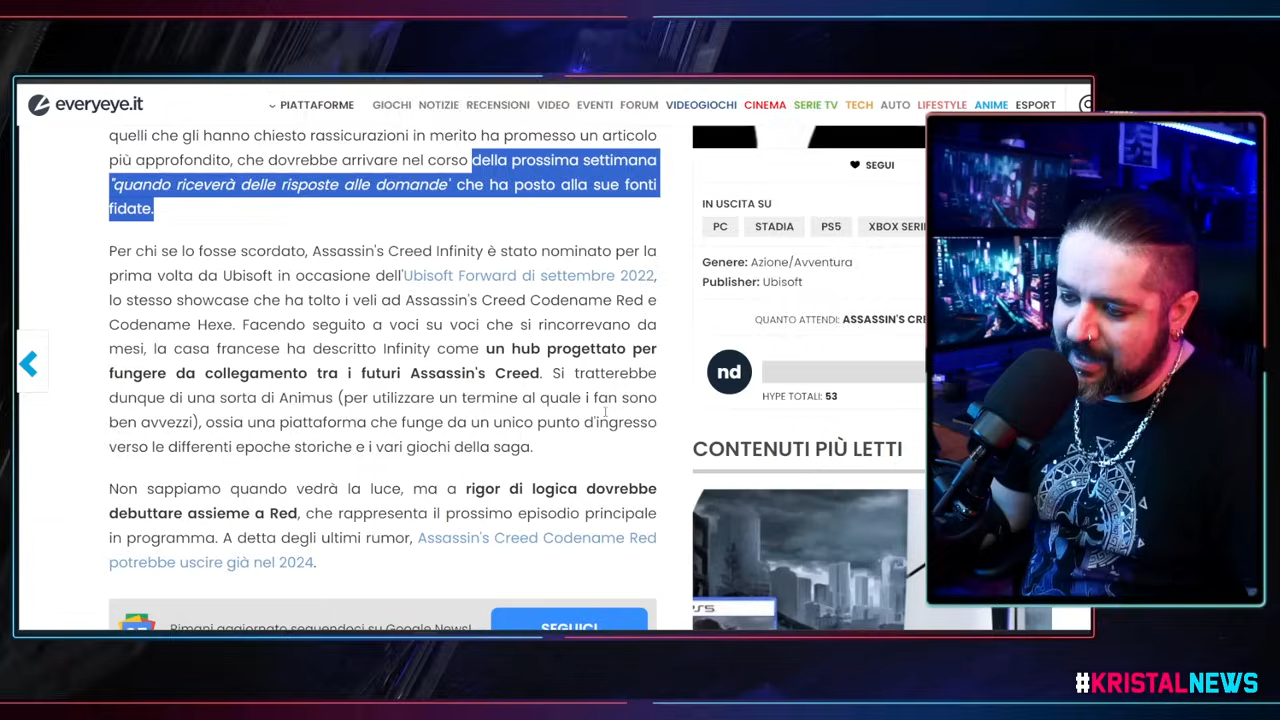 everyeye.it
PIATTAFORME GIOCHI NOTIZIE RECENSIONI VIDEO EVENTI FORUM VIDEOGIOCHI CINEMA SERIE TV TECH AUTO LIFESTYLE ANIME ESPORT
quelli che gli hanno chiesto rassicurazioni in merito ha promesso un articolo
più approfondito, che dovrebbe arrivare nel corso della prossima settimana
"quando riceverà delle risposte alle domande" che ha posto alla sue fonti
fidate.
Per chi se lo fosse scordato, Assassin's Creed Infinity è stato nominato per la
prima volta da Ubisoft in occasione dell'Ubisoft Forward di settembre 2022,
lo stesso showcase che ha tolto i veli ad Assassin's Creed Codename Red e
Codename Hexe. Facendo seguito a voci su voci che si rincorrevano da
mesi, la casa francese ha descritto Infinity come un hub progettato per
fungere da collegamento tra i futuri Assassin's Creed. Si tratterebbe
dunque di una sorta di Animus (per utilizzare un termine al quale i fan sono
ben avvezzi), ossia una piattaforma che funge da un unico punto d'ingresso
verso le differenti epoche storiche e i vari giochi della saga.
Non sappiamo quando vedrà la luce, ma a rigor di logica dovrebbe
debuttare assieme a Red, che rappresenta il prossimo episodio principale
in programma. A detta degli ultimi rumor, Assassin's Creed Codename Red
potrebbe uscire già nel 2024.
Rimani aggiornato seguendoci su Google News!
SEGUICI
SEGUI
IN USCITA SU
PC STADIA PS5 XBOX SERI
Genere: Azione/Avventura
Publisher: Ubisoft
QUANTO ATTENDI: ASSASSIN'S CRE
nd
HYPE TOTALI: 53
CONTENUTI PIÙ LETTI
PS5
#KRISTALNEWS